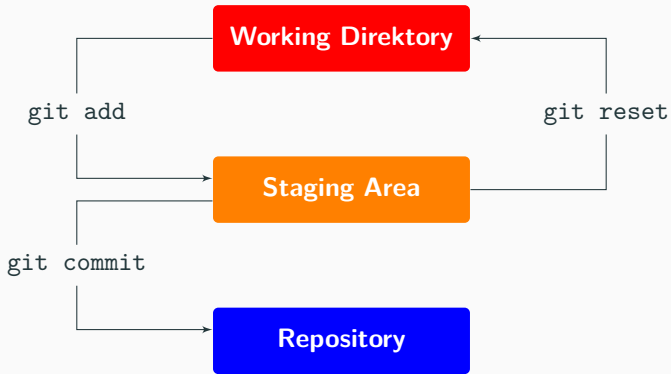 Working Direktory
git add
git reset
Staging Area
git commit
Repository